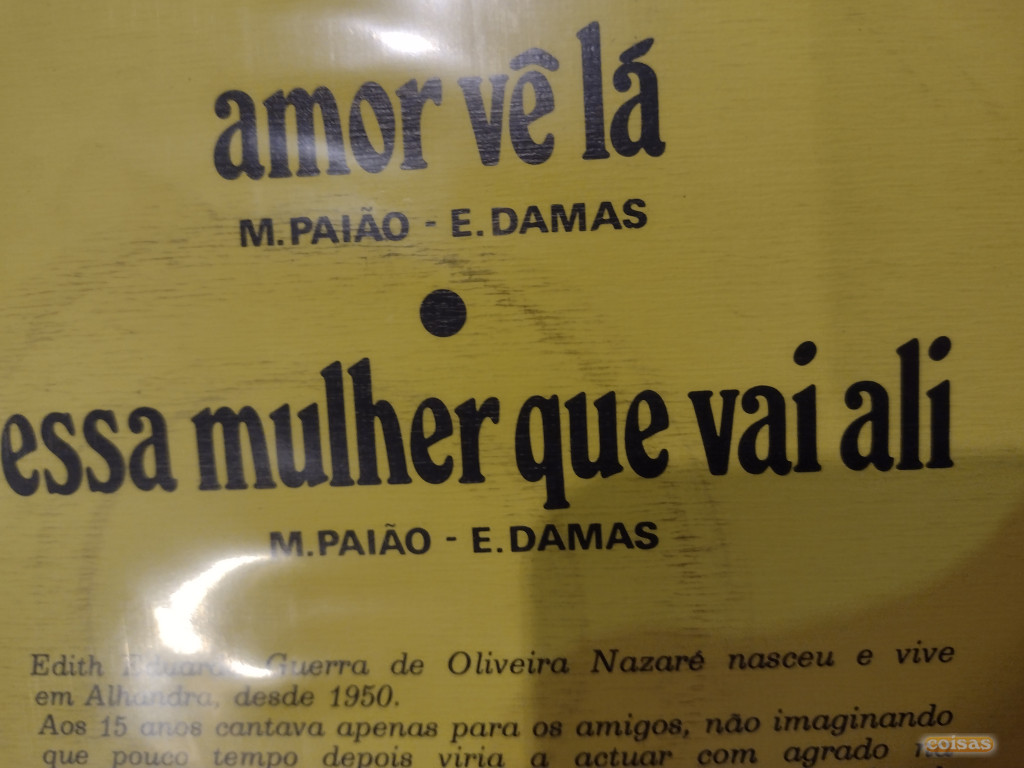 amor vê lá
M. PAIÃO - E. DAMAS
essa mulher que vai ali
M. PAIÃO - E. DAMAS
Edith Guerra de Oliveira Nazaré nasceu e vive
em Alhandra, desde 1950.
Aos 15 anos cantava apenas para os amigos, não imaginando
que pouco tempo depois viria a actuar com agrado
coisas